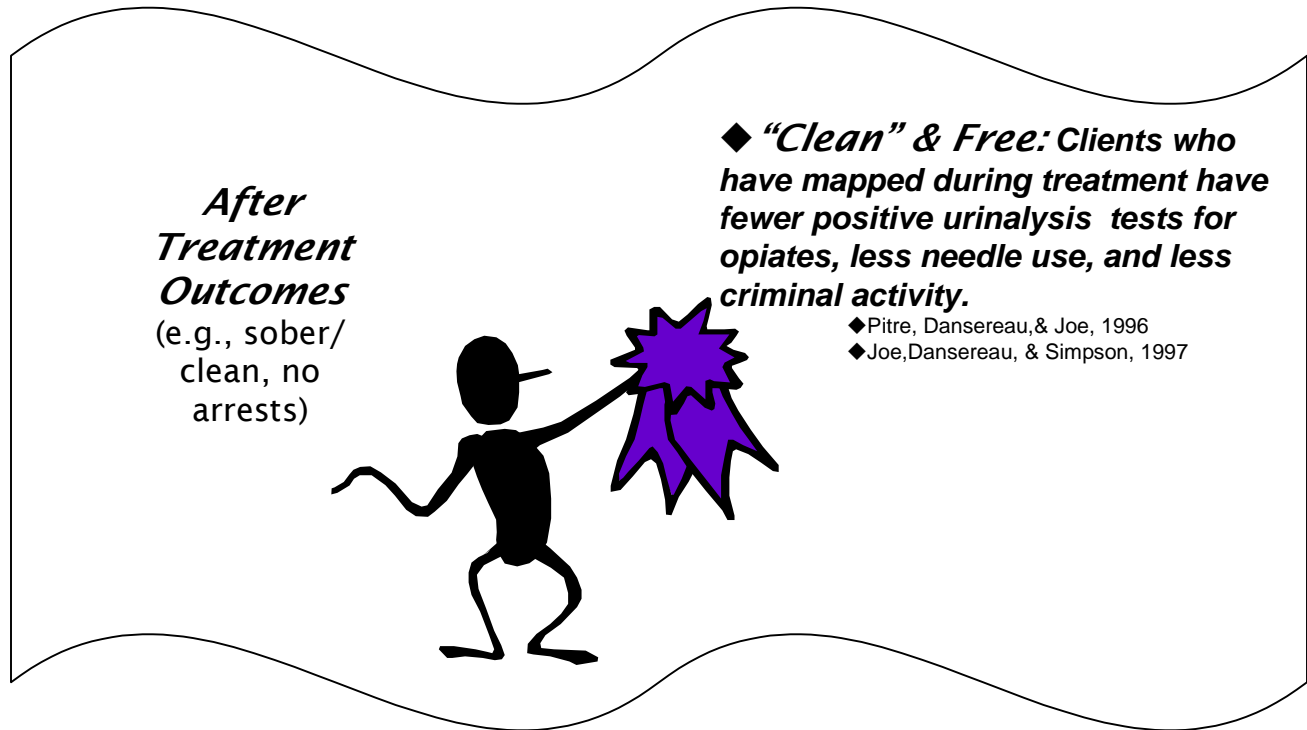 After
Treatment
Outcomes
(e.g., sober/
clean, no
arrests)
◆ “Clean” & Free: Clients who
have mapped during treatment have
fewer positive urinalysis tests for
opiates, less needle use, and less
criminal activity.
◆Pitre, Dansereau,& Joe, 1996
◆Joe,Dansereau, & Simpson, 1997